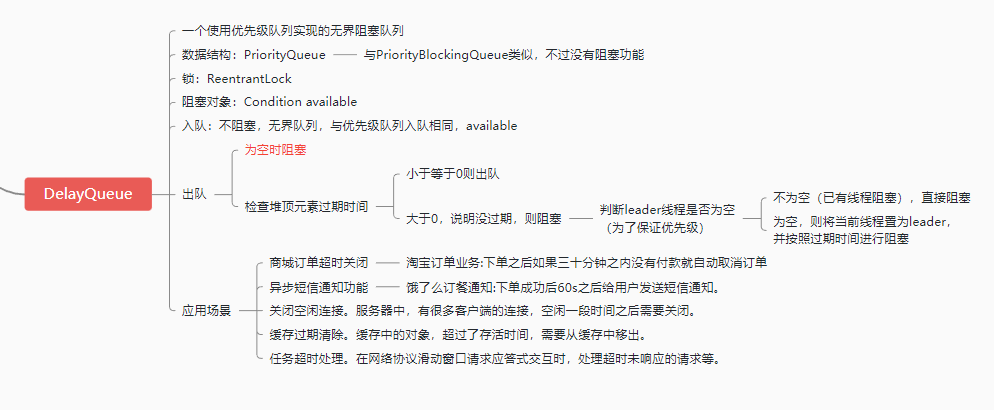 DelayQueue
一个使用优先级队列实现的无界阻塞队列
数据结构：PriorityQueue
与PriorityBlockingQueue类似，不过没有阻塞功能
锁：ReentrantLock
阻塞对象：Condition available
入队：不阻塞，无界队列，与优先级队列入队相同，available
出队
为空时阻塞
检查堆顶元素过期时间
小于等于0则出队
大于0，说明没过期，则阻塞
判断leader线程是否为空
（为了保证优先级）
不为空（已有线程阻塞），直接阻塞
为空，则将当前线程置为leader，
并按照过期时间进行阻塞
应用场景
商城订单超时关闭
淘宝订单业务:下单之后如果三十分钟之内没有付款就自动取消订单
异步短信通知功能
饿了么订餐通知:下单成功后60s之后给用户发送短信通知。
关闭空闲连接。服务器中，有很多客户端的连接，空闲一段时间之后需要关闭。
缓存过期清除。缓存中的对象，超过了存活时间，需要从缓存中移出。
任务超时处理。在网络协议滑动窗口请求应答式交互时，处理超时未响应的请求等。